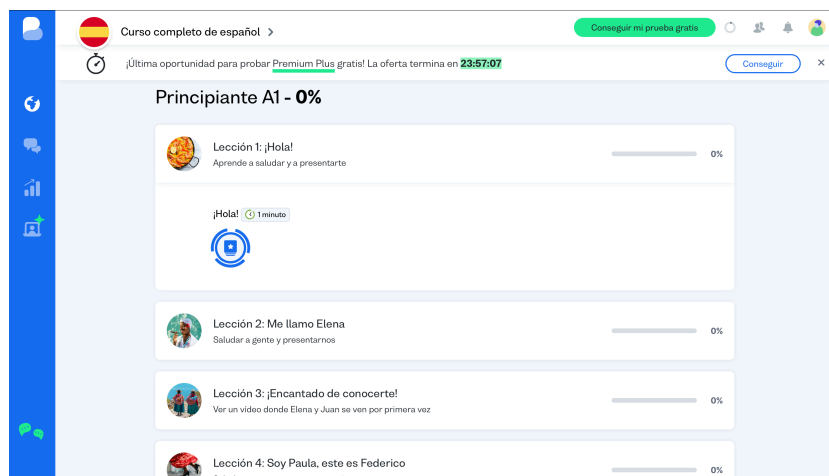 Curso completo de español
Conseguir mi prueba gratis
¡Última oportunidad para probar Premium Plus gratis! La oferta termina en 23:57:07
Conseguir
Principiante A1 - 0%
Lección 1: ¡Hola!
Aprende a saludar y a presentarte
0%
¡Hola! 1 minuto
Lección 2: Me llamo Elena
Saludar a gente y presentarnos
0%
Lección 3: ¡Encantado de conocerte!
Ver un vídeo donde Elena y Juan se ven por primera vez
0%
Lección 4: Soy Paula, este es Federico
0%